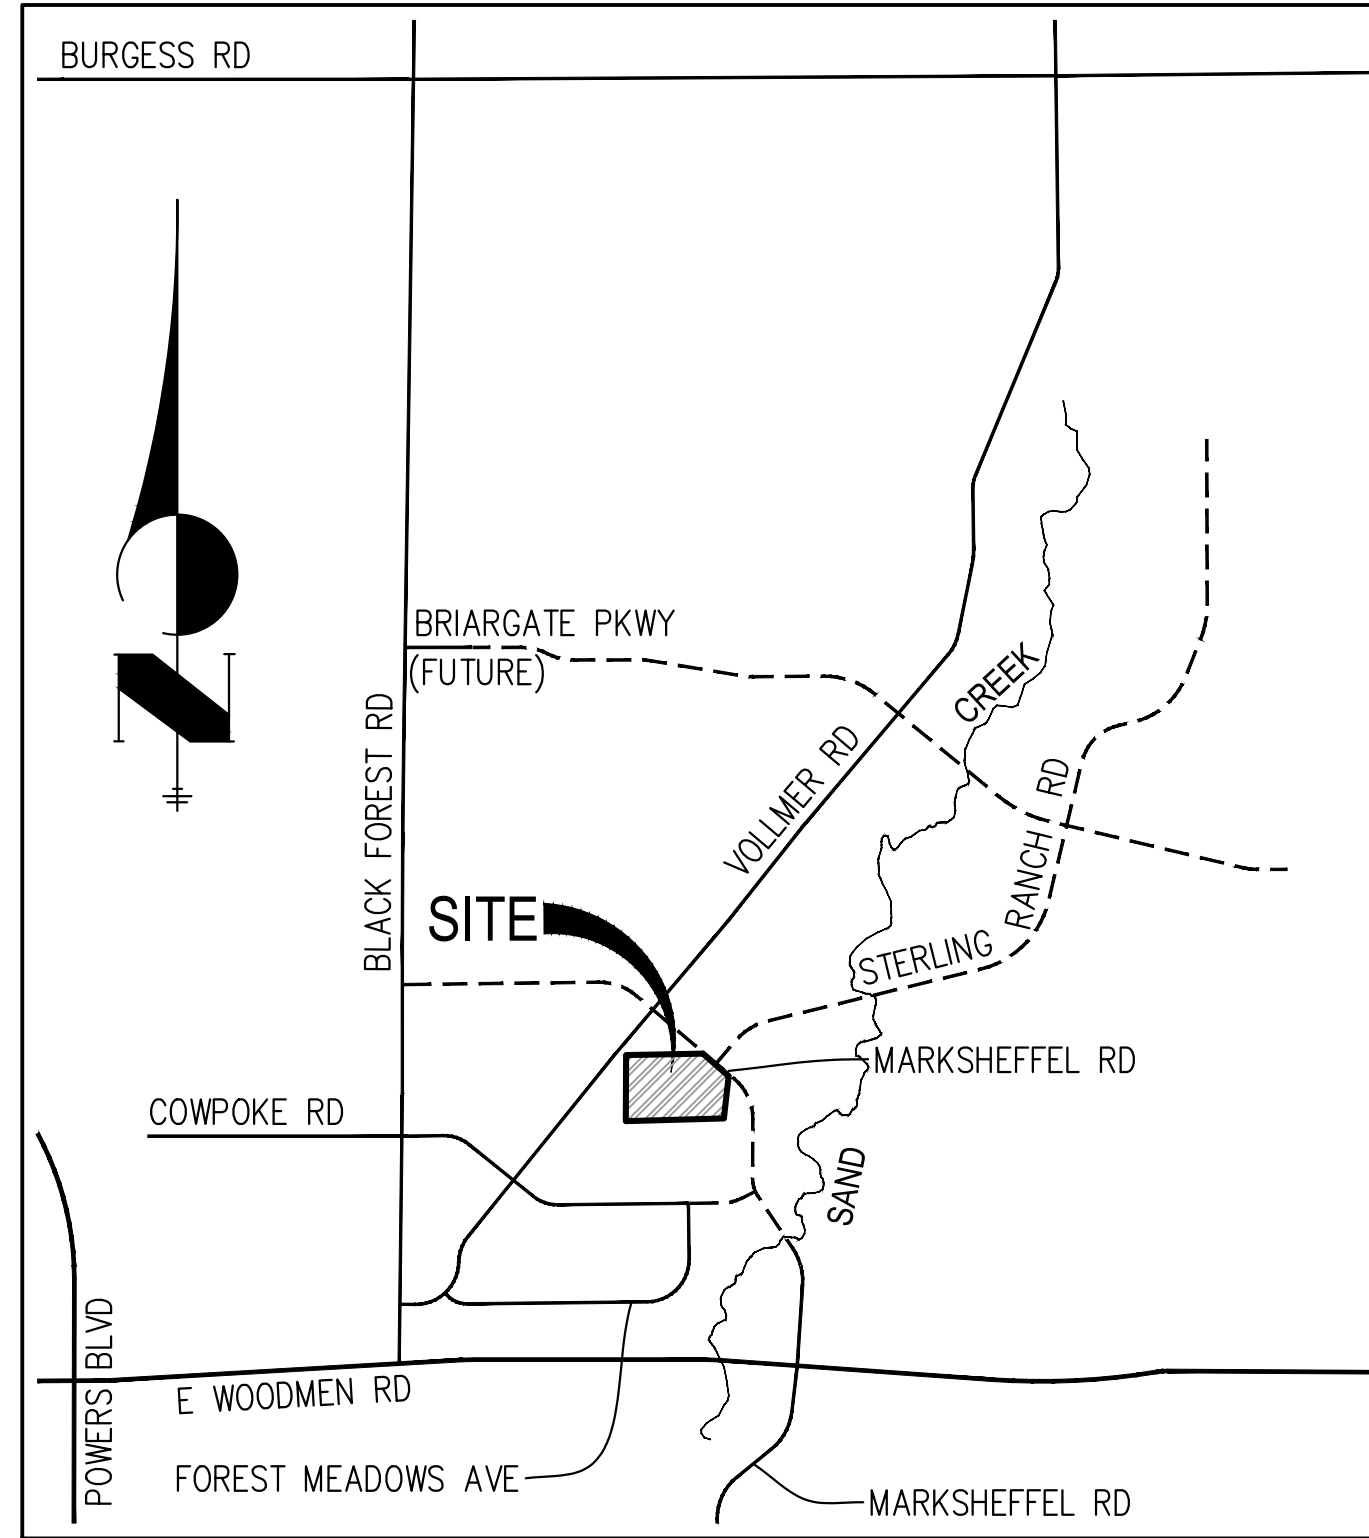 BURGESS RD
N
BRIARGATE PKWY
(FUTURE)
CREEK
BLACK FOREST RD
VOLLMER RD
RANCH RD
SITE
STERLING
MARKSHEFFEL RD
COWPOKE RD
SAND
POWERS BLVD
E WOODMEN RD
FOREST MEADOWS AVE
MARKSHEFFEL RD